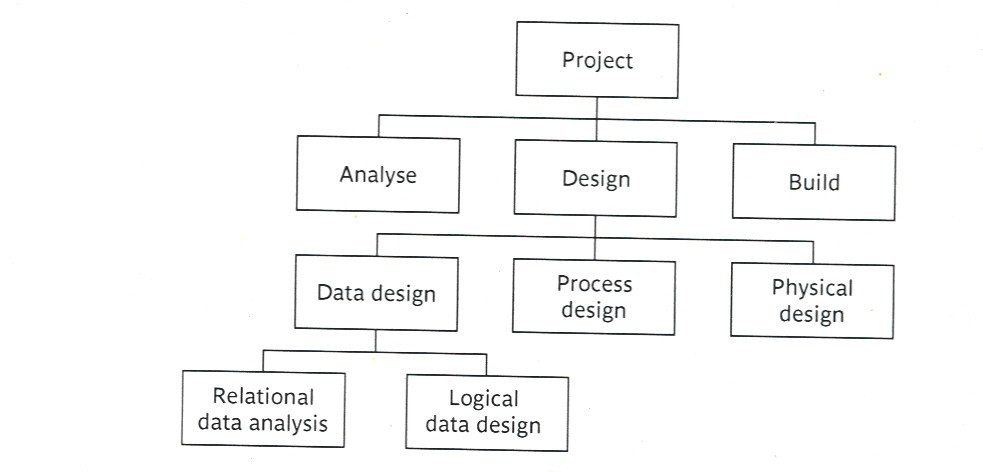 Project
Analyse
Design
Build
Data design
Process
design
Physical
design
Relational
data analysis
Logical
data design